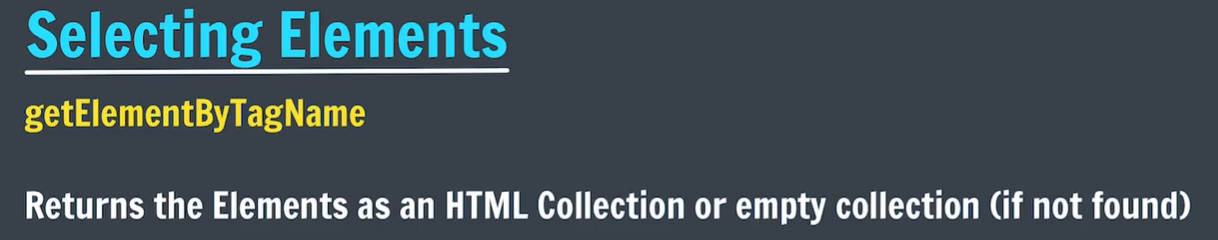 Selecting Elements
getElementByTagName
Returns the Elements as an HTML Collection or empty collection (if not found)